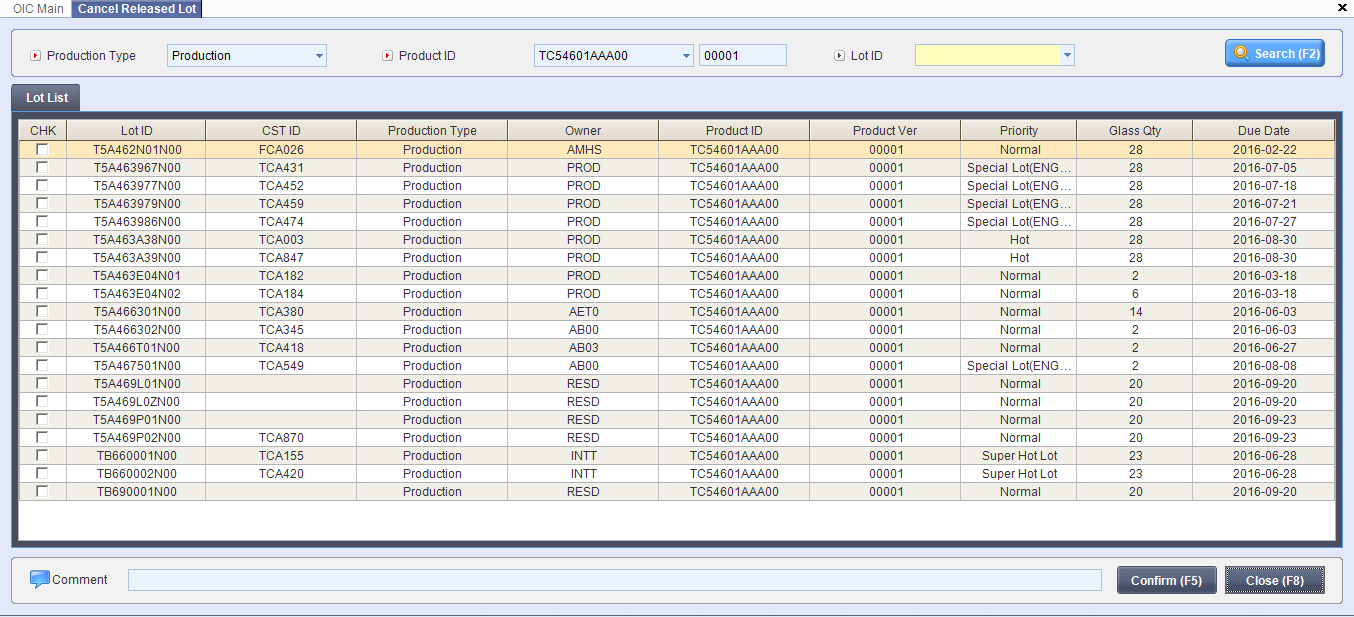 OIC Main Cancel Released Lot
Production Type Production Product ID TC54601AAA00 00001 Lot ID Search (F2)
Lot List
CHK Lot ID CST ID Production Type Owner Product ID Product Ver Priority Glass Qty Due Date
T5A462N01N00 FCA026 Production AMHS TC54601AAA00 00001 Normal 28 2016-02-22
T5A463967N00 TCA431 Production PROD TC54601AAA00 00001 Special Lot(ENG... 28 2016-07-05
T5A463977N00 TCA452 Production PROD TC54601AAA00 00001 Special Lot(ENG... 28 2016-07-18
T5A463979N00 TCA459 Production PROD TC54601AAA00 00001 Special Lot(ENG... 28 2016-07-21
T5A463986N00 TCA474 Production PROD TC54601AAA00 00001 Special Lot(ENG... 28 2016-07-27
T5A463A38N00 TCA003 Production PROD TC54601AAA00 00001 Hot 28 2016-08-30
T5A463A39N00 TCA847 Production PROD TC54601AAA00 00001 Hot 28 2016-08-30
T5A463E04N01 TCA182 Production PROD TC54601AAA00 00001 Normal 2 2016-03-18
T5A463E04N02 TCA184 Production PROD TC54601AAA00 00001 Normal 6 2016-03-18
T5A466301N00 TCA380 Production AET0 TC54601AAA00 00001 Normal 14 2016-06-03
T5A466302N00 TCA345 Production AB00 TC54601AAA00 00001 Normal 2 2016-06-03
T5A466T01N00 TCA418 Production AB03 TC54601AAA00 00001 Normal 2 2016-06-27
T5A467501N00 TCA549 Production AB00 TC54601AAA00 00001 Special Lot(ENG... 2 2016-08-08
T5A469L01N00 Production RESD TC54601AAA00 00001 Normal 20 2016-09-20
T5A469L0ZN00 Production RESD TC54601AAA00 00001 Normal 20 2016-09-20
T5A469P01N00 Production RESD TC54601AAA00 00001 Normal 20 2016-09-23
T5A469P02N00 TCA870 Production RESD TC54601AAA00 00001 Normal 20 2016-09-23
TB660001N00 TCA155 Production INTT TC54601AAA00 00001 Super Hot Lot 23 2016-06-28
TB660002N00 TCA420 Production INTT TC54601AAA00 00001 Super Hot Lot 23 2016-06-28
TB690001N00 Production RESD TC54601AAA00 00001 Normal 20 2016-09-20
Comment Confirm (F5) Close (F8)